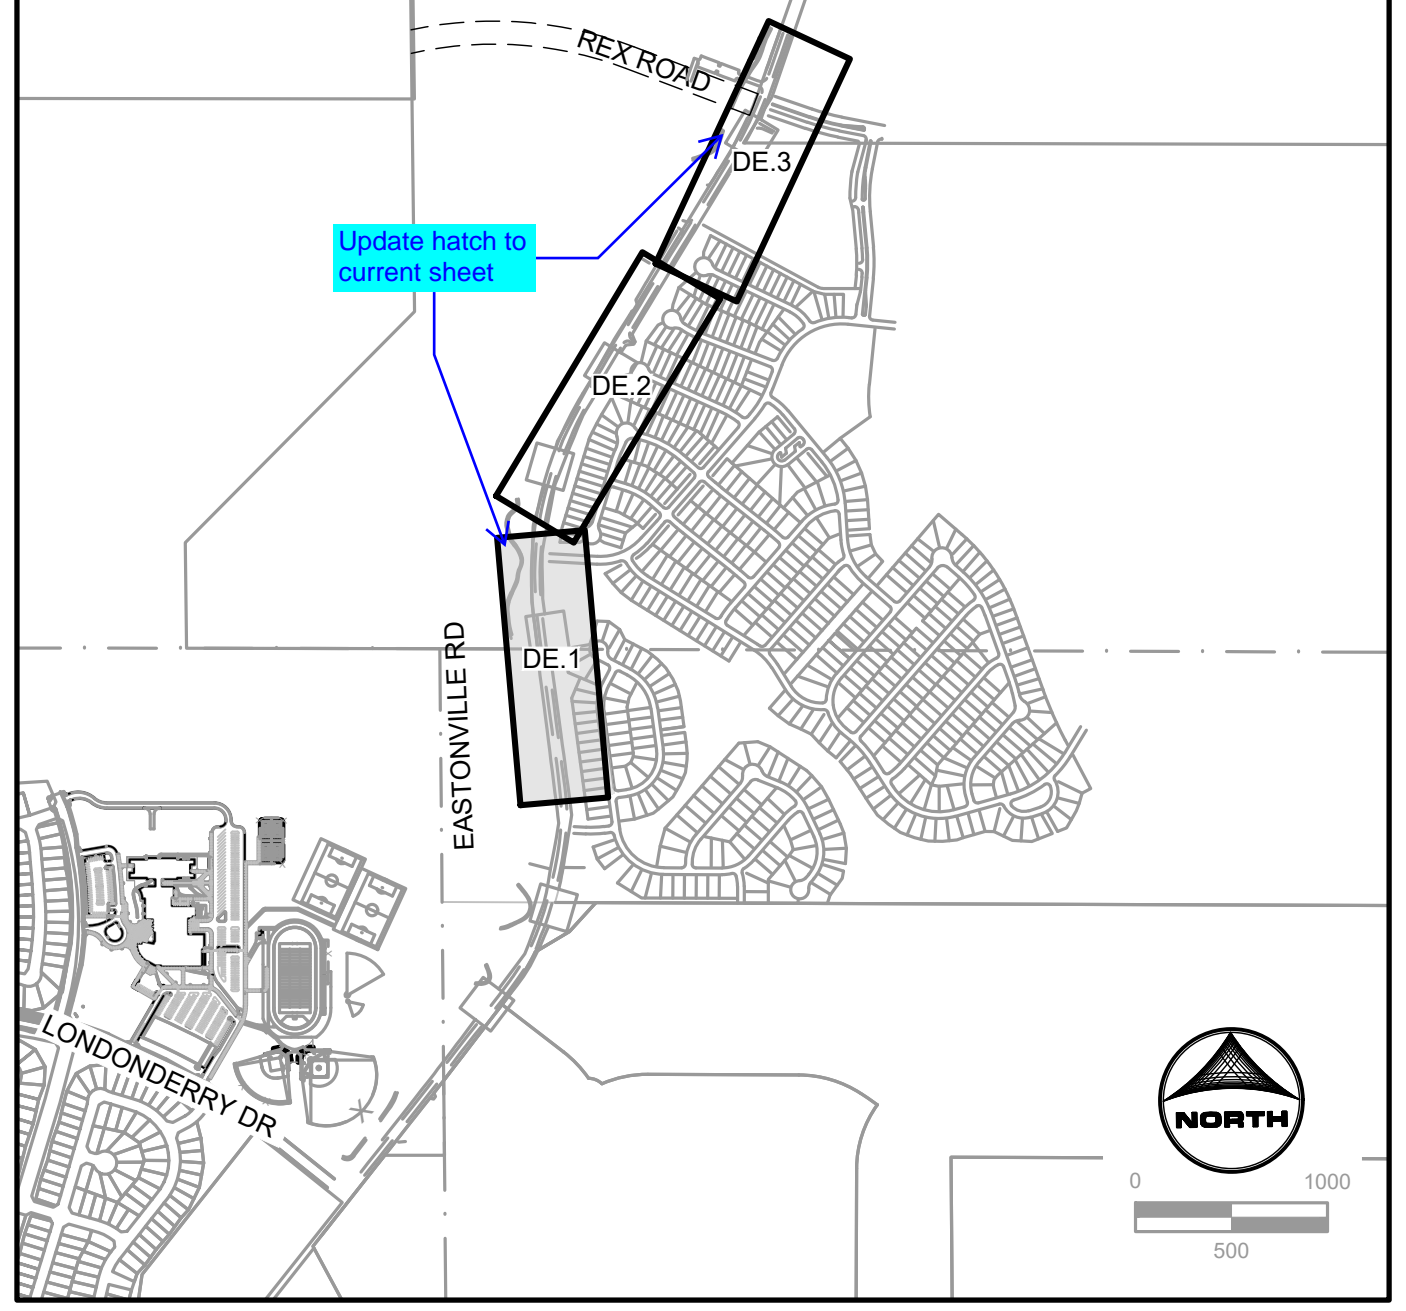 REX ROAD
DE.3
Update hatch to
current sheet
DE.2
DE.1
EASTONVILLE RD
LONDONDERRY DR
NORTH
0 1000
500